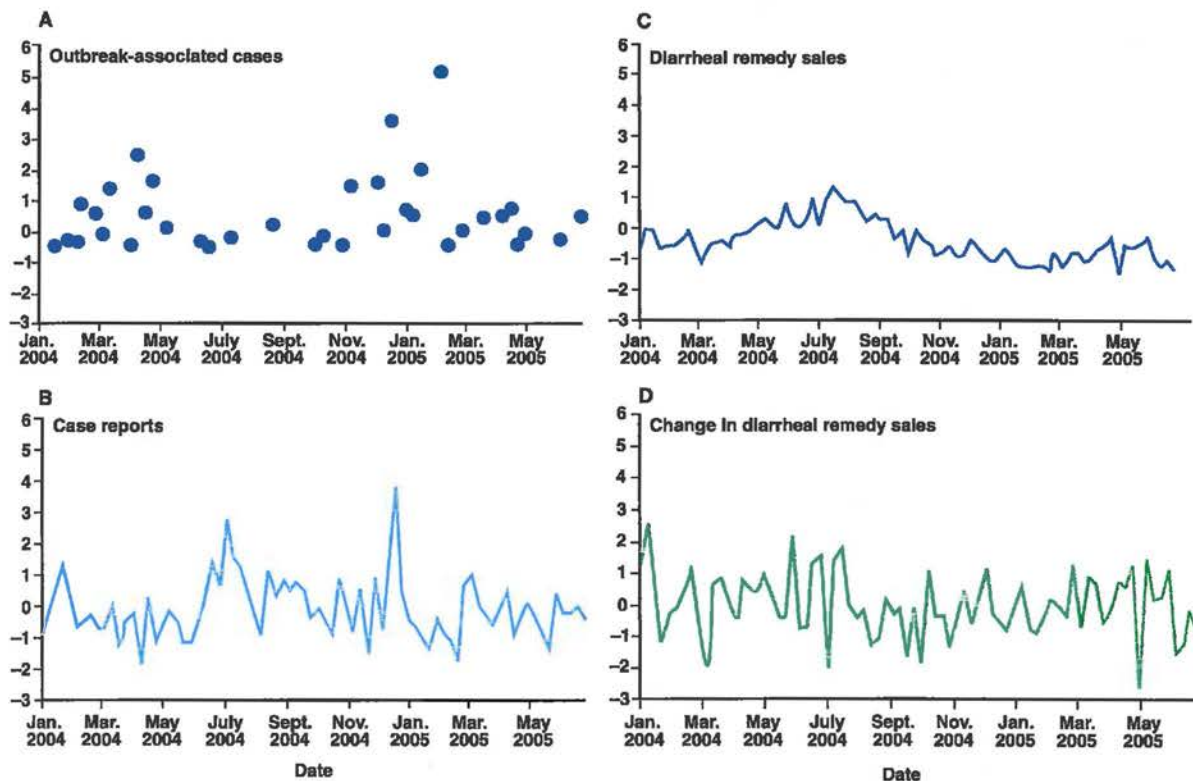 A
Outbreak-associated cases
6
5
4
3
2
1
0
–1
–2
–3
Jan. Mar. May July Sept. Nov. Jan. Mar. May
2004 2004 2004 2004 2004 2004 2005 2005 2005
B
Case reports
6
5
4
3
2
1
0
–1
–2
–3
Jan. Mar. May July Sept. Nov. Jan. Mar. May
2004 2004 2004 2004 2004 2004 2005 2005 2005
Date
C
Diarrheal remedy sales
6
5
4
3
2
1
0
–1
–2
–3
Jan. Mar. May July Sept. Nov. Jan. Mar. May
2004 2004 2004 2004 2004 2004 2005 2005 2005
D
Change in diarrheal remedy sales
6
5
4
3
2
1
0
–1
–2
–3
Jan. Mar. May July Sept. Nov. Jan. Mar. May
2004 2004 2004 2004 2004 2004 2005 2005 2005
Date